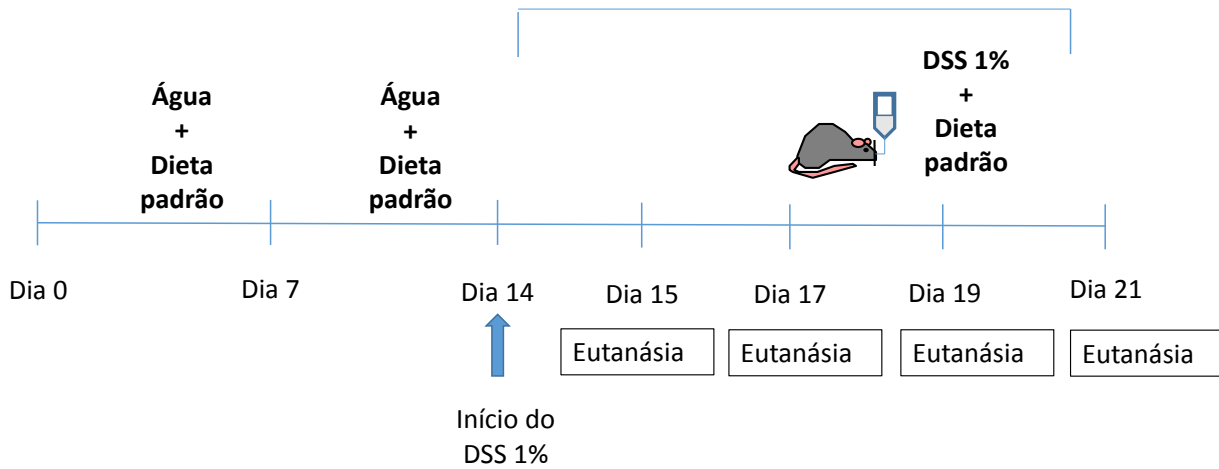 Água
+
Dieta
padrão
Água
+
Dieta
padrão
DSS 1%
+
Dieta
padrão
Dia 0
Dia 7
Dia 14
Dia 15
Dia 17
Dia 19
Dia 21
Eutanásia
Eutanásia
Eutanásia
Eutanásia
Início do
DSS 1%